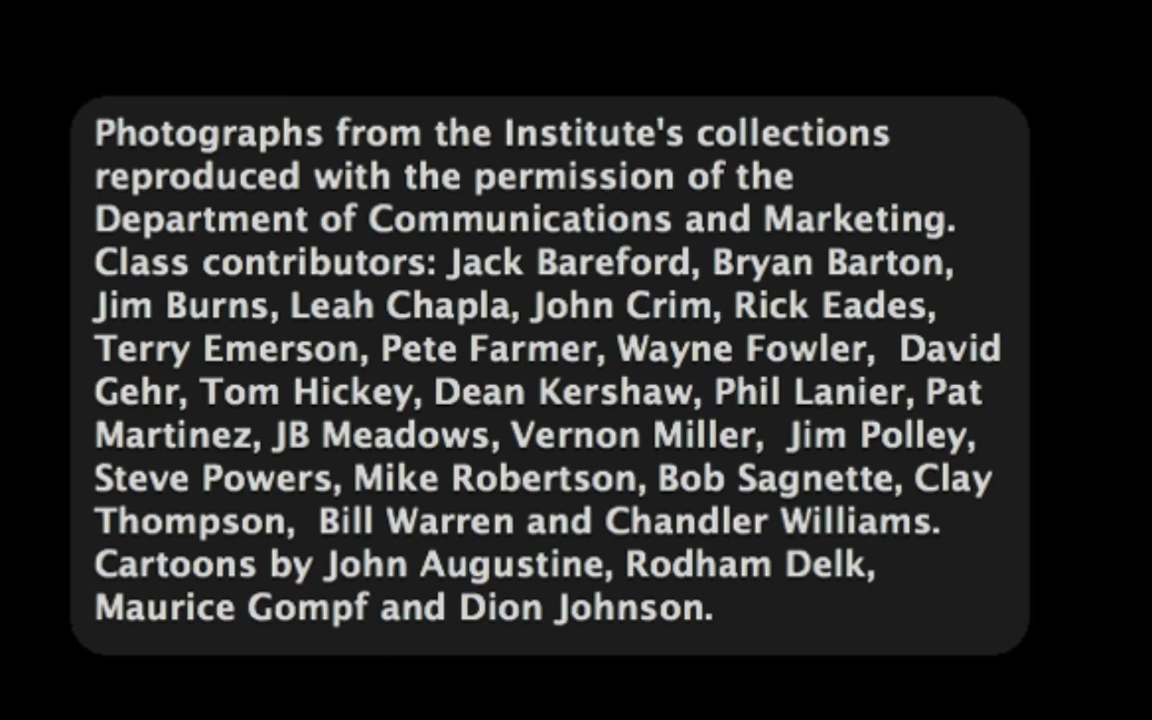 Photographs from the Institute's collections
reproduced with the permission of the
Department of Communications and Marketing.
Class contributors: Jack Bareford, Bryan Barton,
Jim Burns, Leah Chapla, John Crim, Rick Eades,
Terry Emerson, Pete Farmer, Wayne Fowler,  David
Gehr, Tom Hickey, Dean Kershaw, Phil Lanier, Pat
Martinez, JB Meadows, Vernon Miller,  Jim Polley,
Steve Powers, Mike Robertson, Bob Sagnette, Clay
Thompson,  Bill Warren and Chandler Williams.
Cartoons by John Augustine, Rodham Delk,
Maurice Gompf and Dion Johnson.